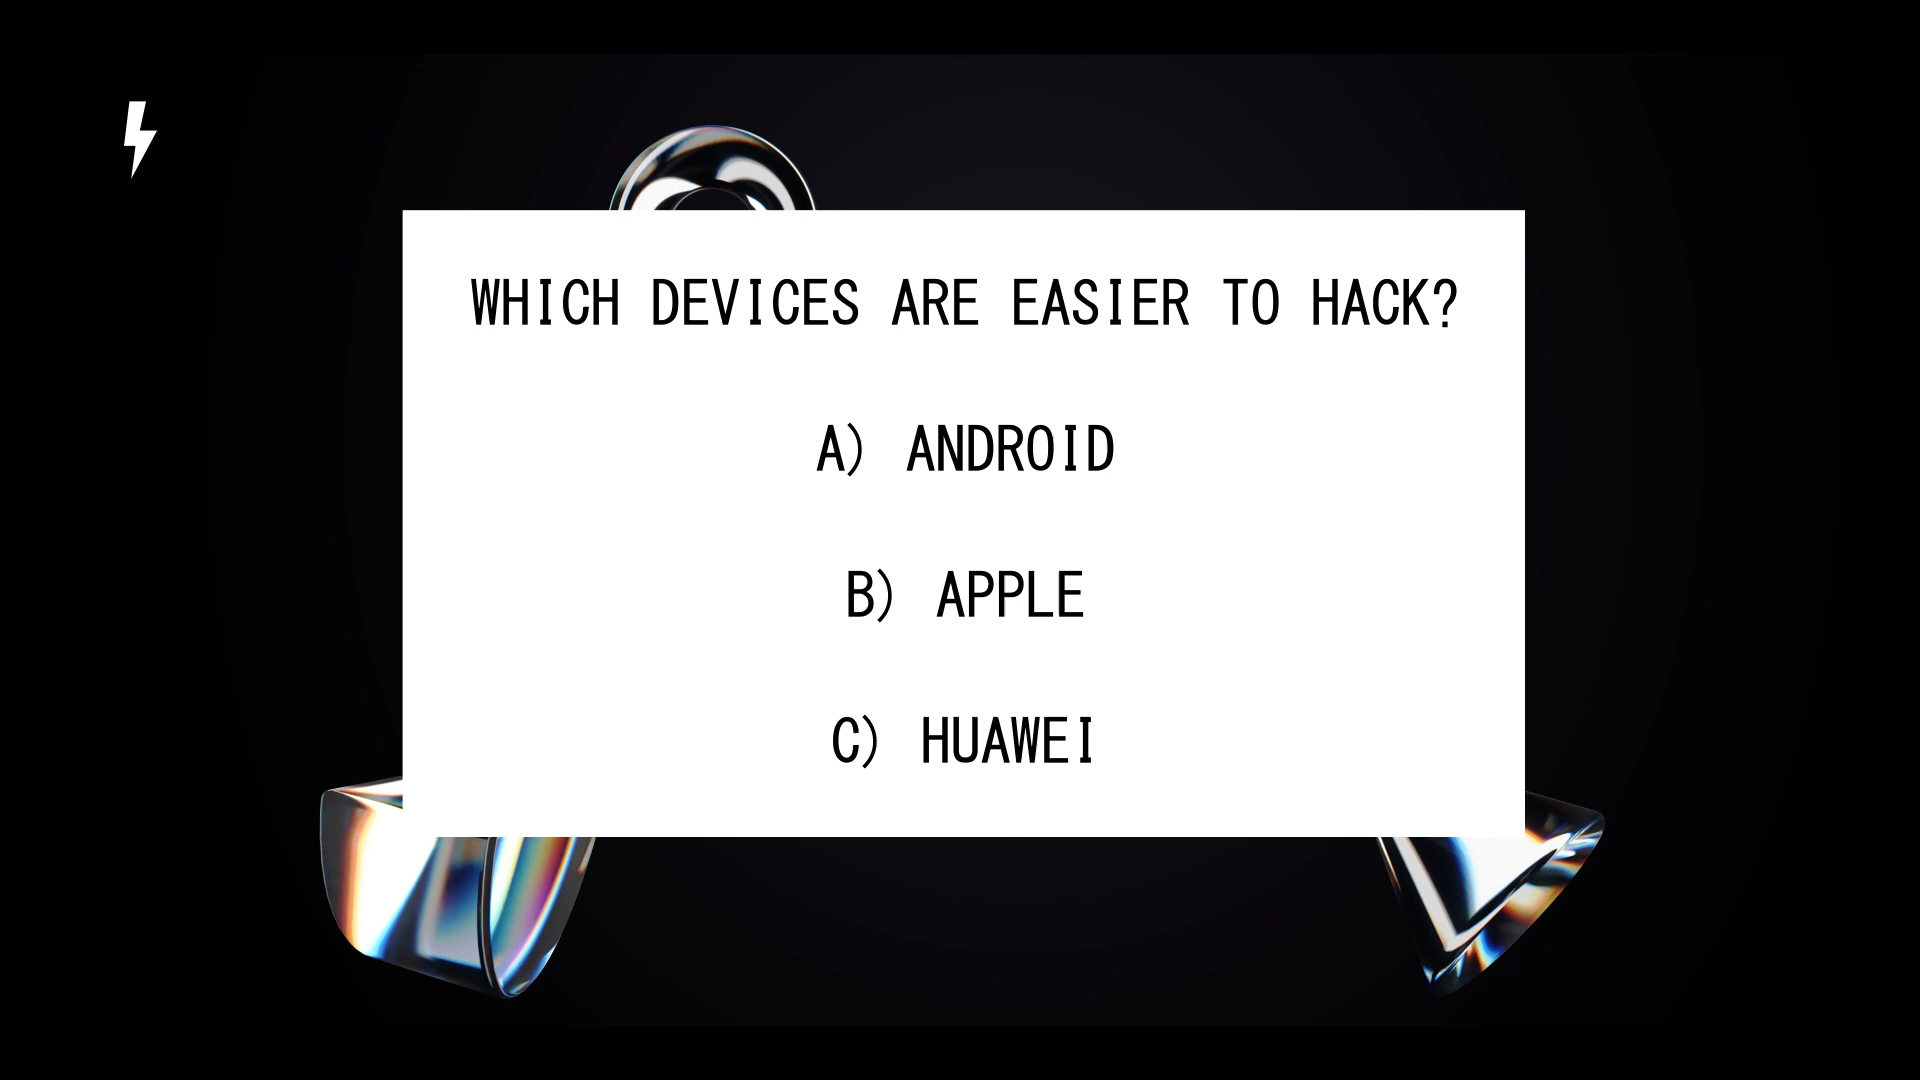 WHICH DEVICES ARE EASIER TO HACK?
A) ANDROID
B) APPLE
C) HUAWEI